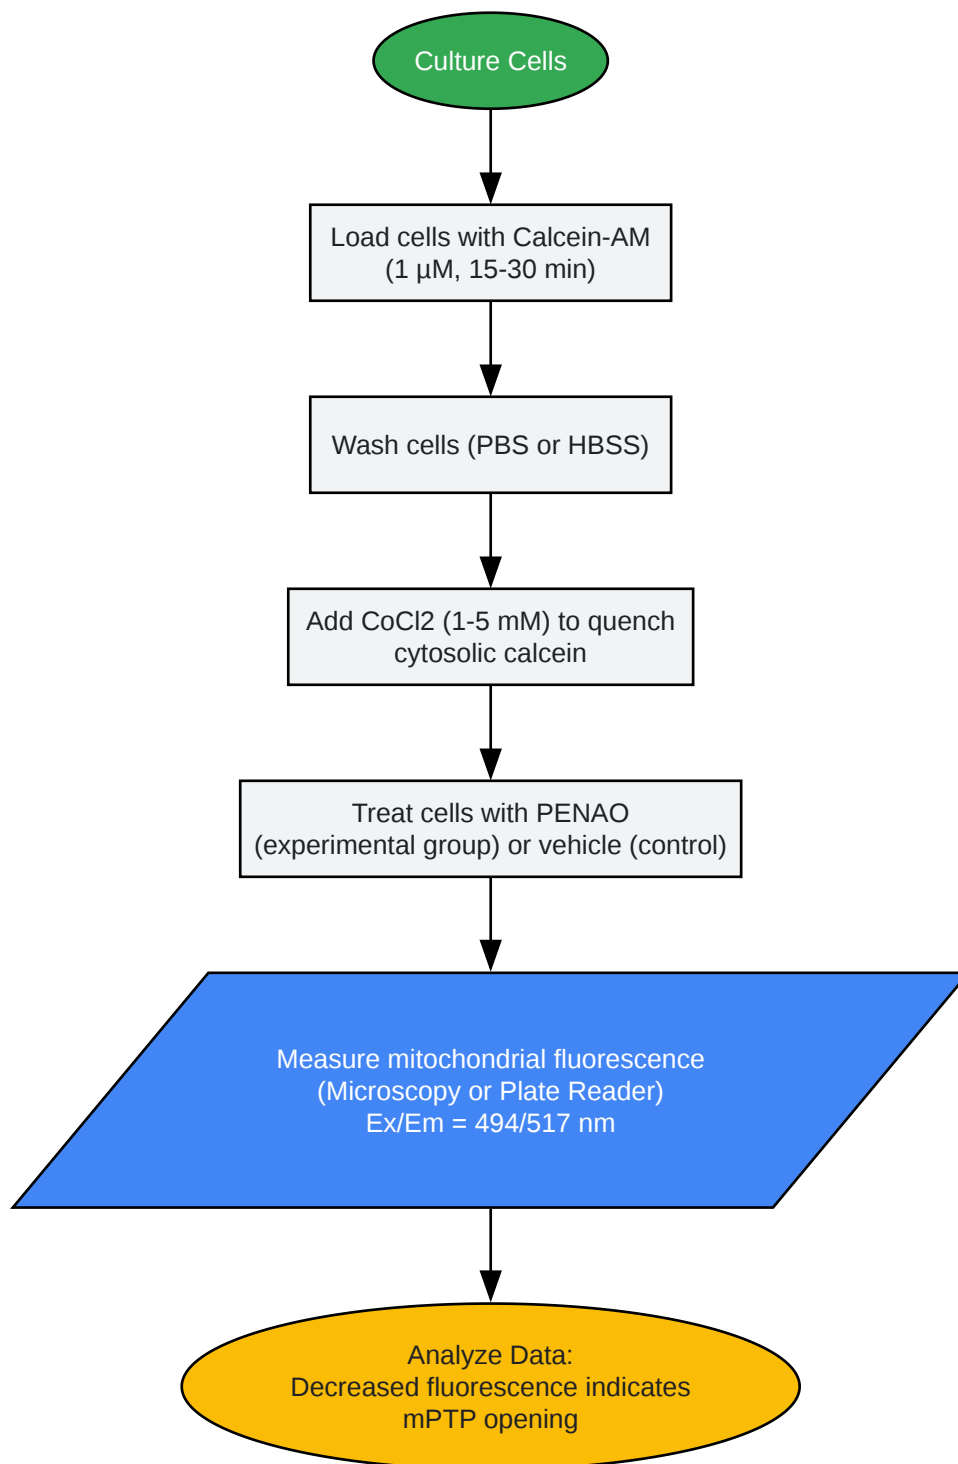 Culture Cells
Load cells with Calcein-AM
(1 µM, 15-30 min)
Wash cells (PBS or HBSS)
Add CoCl2 (1-5 mM) to quench
cytosolic calcein
Treat cells with PENAO
(experimental group) or vehicle (control)
Measure mitochondrial fluorescence
(Microscopy or Plate Reader)
Ex/Em = 494/517 nm
Analyze Data:
Decreased fluorescence indicates
mPTP opening